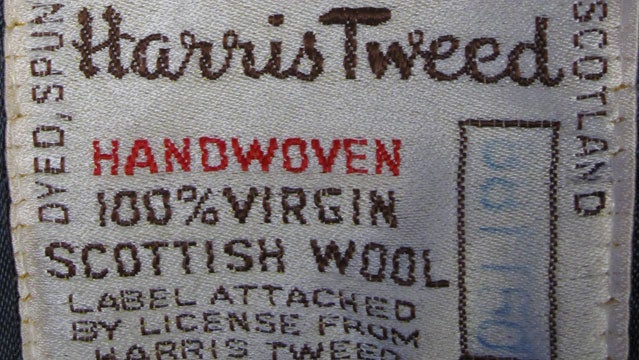 Harris Tweed
DYED, SPUN
SCOTLAND
HANDWOVEN
100% VIRGIN
SCOTTISH WOOL
LABEL ATTACHED
BY LICENSE FROM
HARRIS TWEED